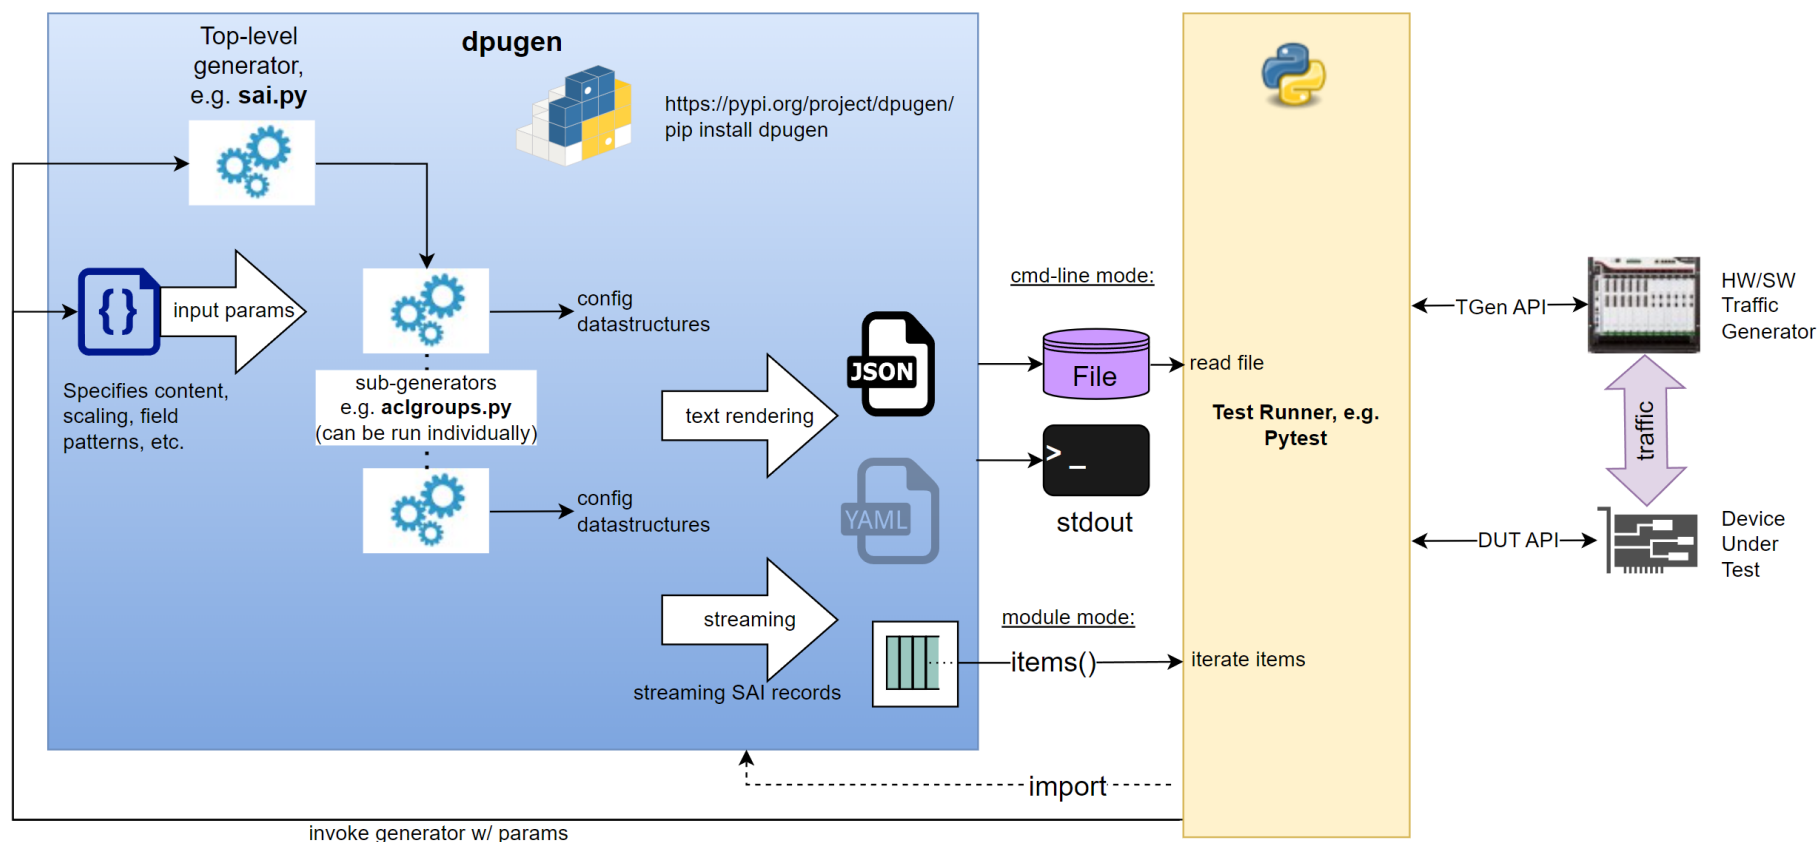 Top-level
generator,
e.g. sai.py
dpugen
https://pypi.org/project/dpugen/
pip install dpugen
{}
input params
Specifies content,
scaling, field
patterns, etc.
config
datastructures
sub-generators
e.g. aclgroups.py
(can be run individually)
config
datastructures
text rendering
JSON
YAML
streaming
streaming SAI records
cmd-line mode:
File
>_
stdout
module mode:
items()
read file
Test Runner, e.g.
Pytest
iterate items
TGen API
HW/SW
Traffic
Generator
traffic
DUT API
Device
Under
Test
import
invoke generator w/ params